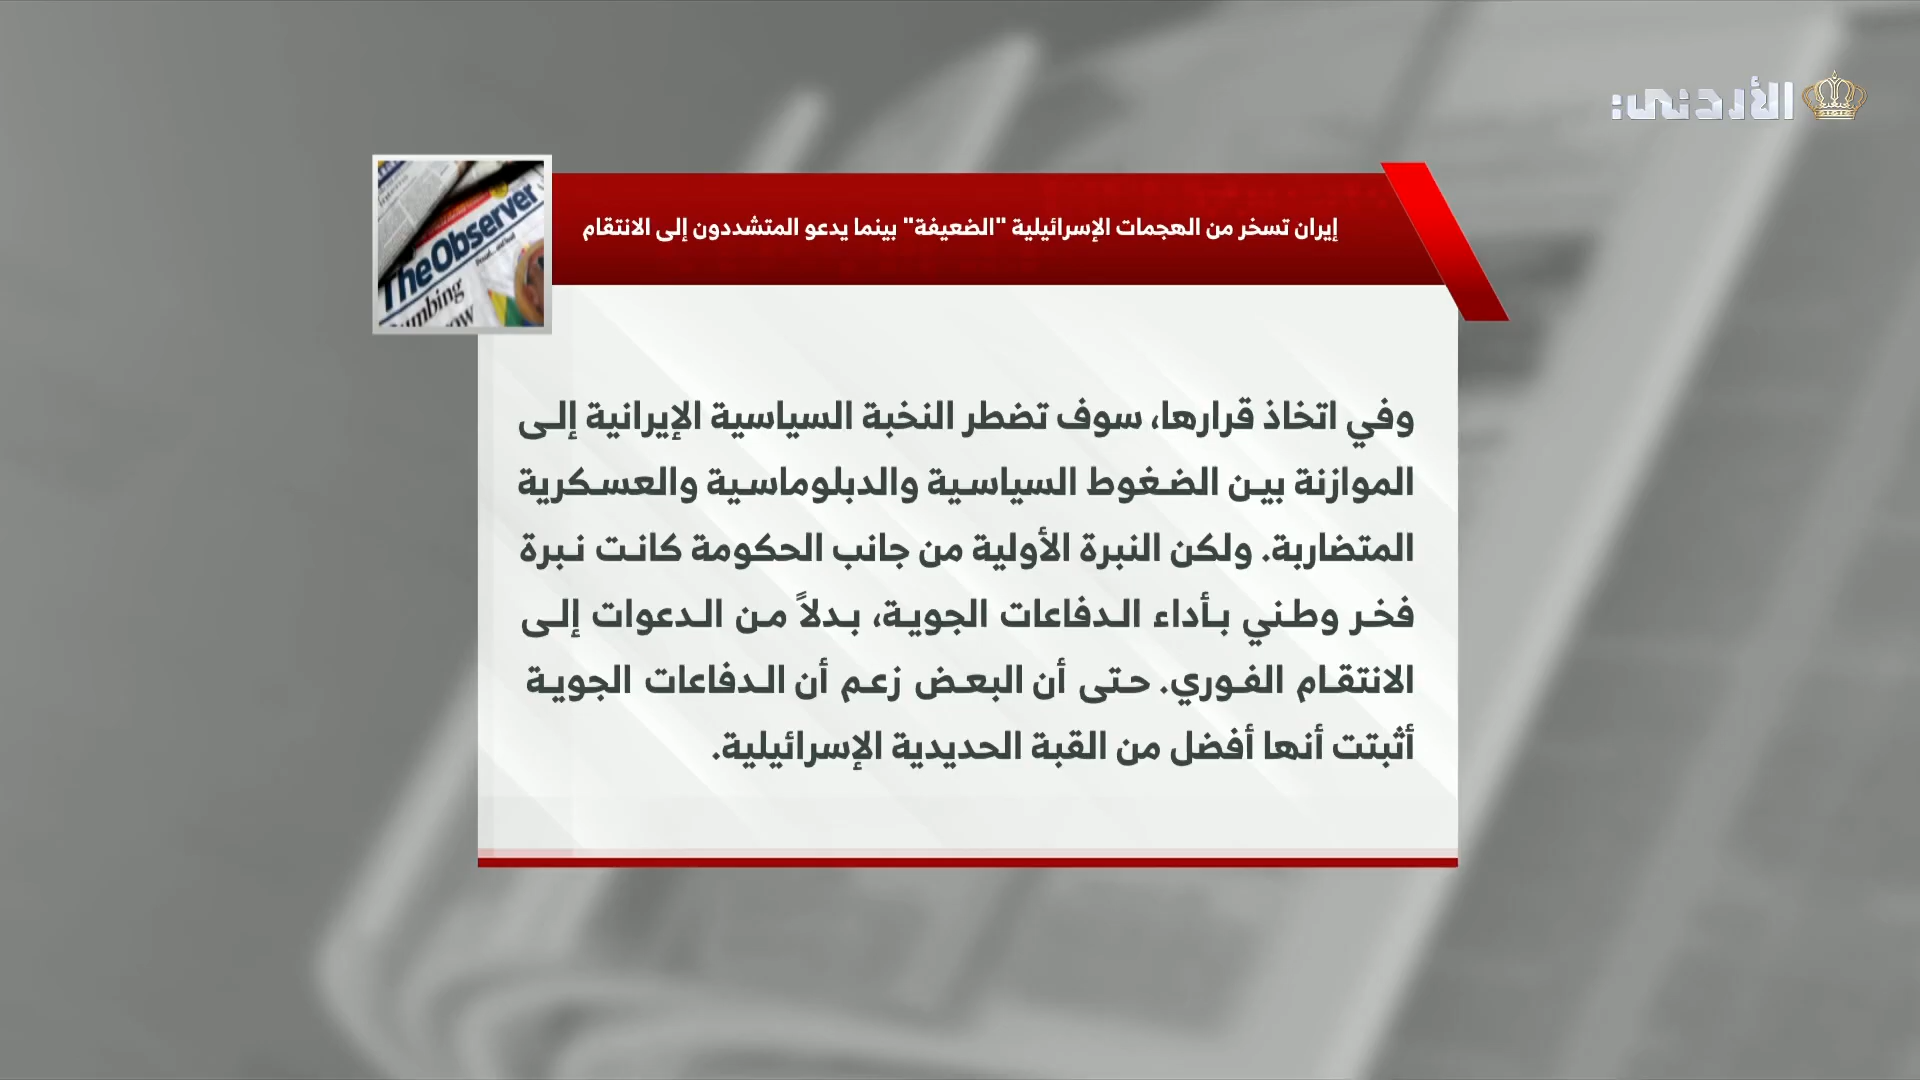 الأردني:
The Observer
إيران تسخر من الهجمات الإسرائيلية "الضعيفة" بينما يدعو المتشددون إلى الانتقام
وفي اتخاذ قرارها، سوف تضطر النخبة السياسية الإيرانية إلى
الموازنة بين الضغوط السياسية والدبلوماسية والعسكرية
المتضاربة. ولكن النبرة الأولية من جانب الحكومة كانت نبرة
فخر وطني بأداء الدفاعات الجوية، بدلاً من الدعوات إلى
الانتقام الفوري. حتى أن البعض زعم أن الدفاعات الجوية
أثبتت أنها أفضل من القبة الحديدية الإسرائيلية.